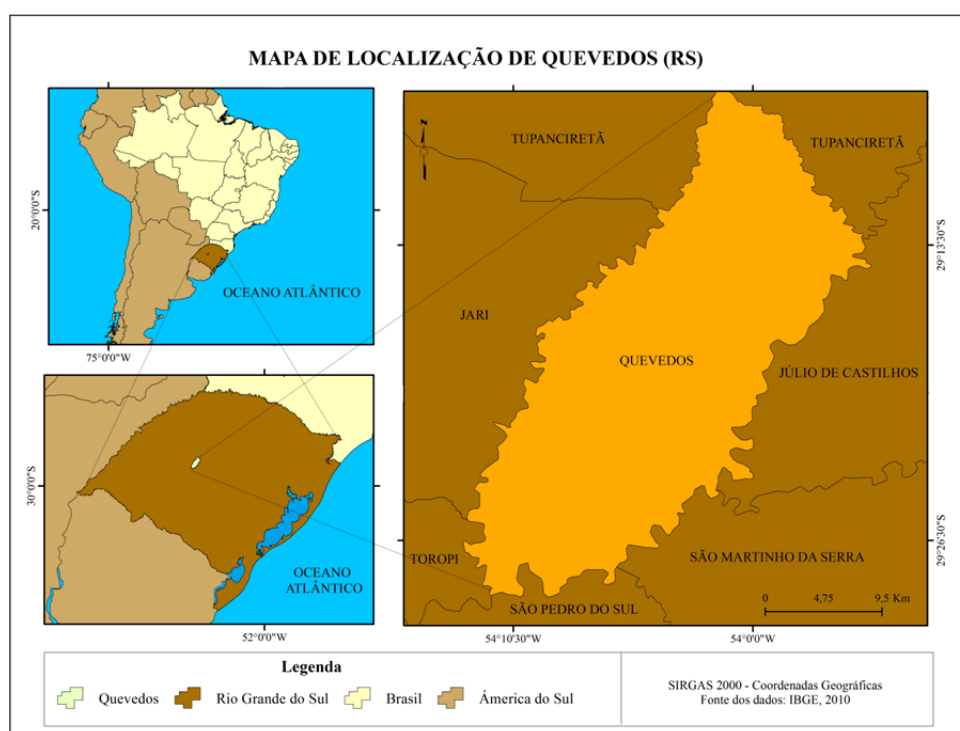 MAPA DE LOCALIZAÇÃO DE QUEVEDOS (RS)
20°0'0"S
OCEANO ATLÂNTICO
75°0'0"W
30°0'0"S
OCEANO
ATLÂNTICO
52°0'0"W
TUPANCIRETÃ
TUPANCIRETÃ
29°13'30"S
JARI
QUEVEDOS
JÚLIO DE CASTILHOS
29°26'30"S
TOROPI
SÃO MARTINHO DA SERRA
SÃO PEDRO DO SUL
0 4,75 9,5 Km
54°10'30"W
54°0'0"W
Legenda
Quevedos
Rio Grande do Sul
Brasil
Ámerica do Sul
SIRGAS 2000 - Coordenadas Geográficas
Fonte dos dados: IBGE, 2010